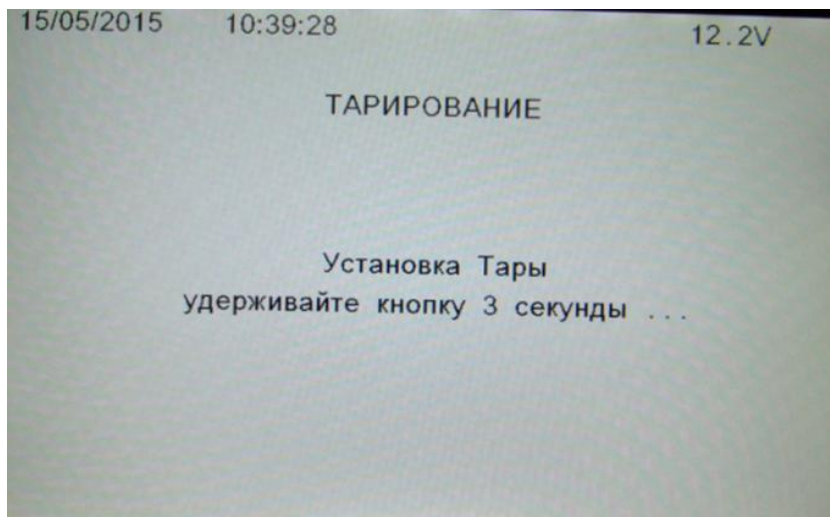 15/05/2015 10:39:28 12.2V
ТАРИРОВАНИЕ
Установка Тары
удерживайте кнопку 3 секунды ...